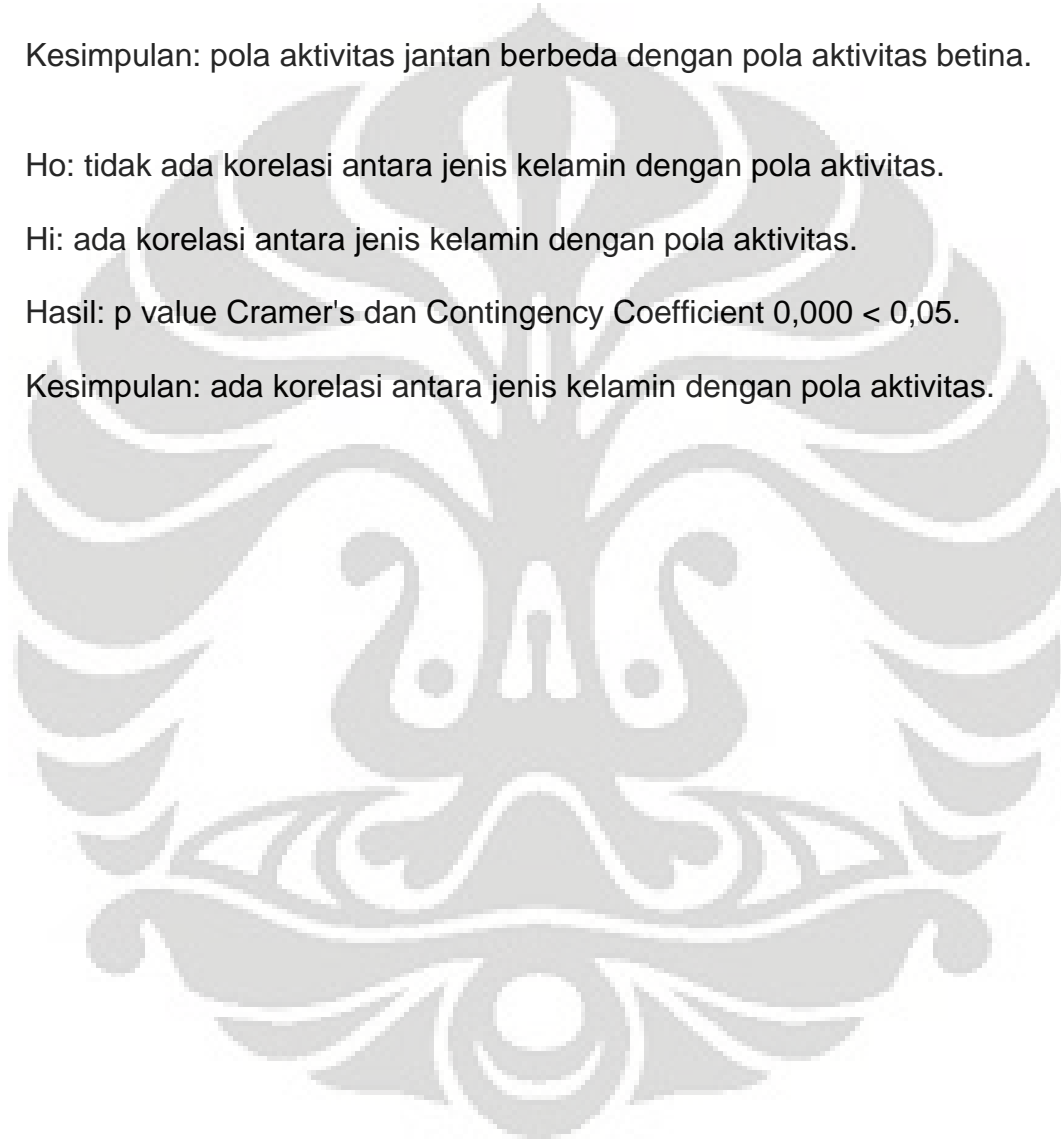 Kesimpulan: pola aktivitas jantan berbeda dengan pola aktivitas betina.
Ho: tidak ada korelasi antara jenis kelamin dengan pola aktivitas.
Hi: ada korelasi antara jenis kelamin dengan pola aktivitas.
Hasil: p value Cramer's dan Contingency Coefficient 0,000 < 0,05.
Kesimpulan: ada korelasi antara jenis kelamin dengan pola aktivitas.